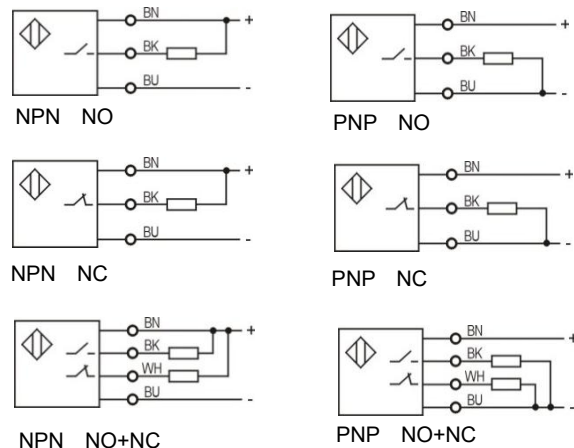 BN +
BK
BU -
NPN NO
BN +
BK
BU -
PNP NO
BN +
BK
BU -
NPN NC
BN +
BK
BU -
PNP NC
BN +
BK
WH
BU -
NPN NO+NC
BN +
BK
WH
BU -
PNP NO+NC